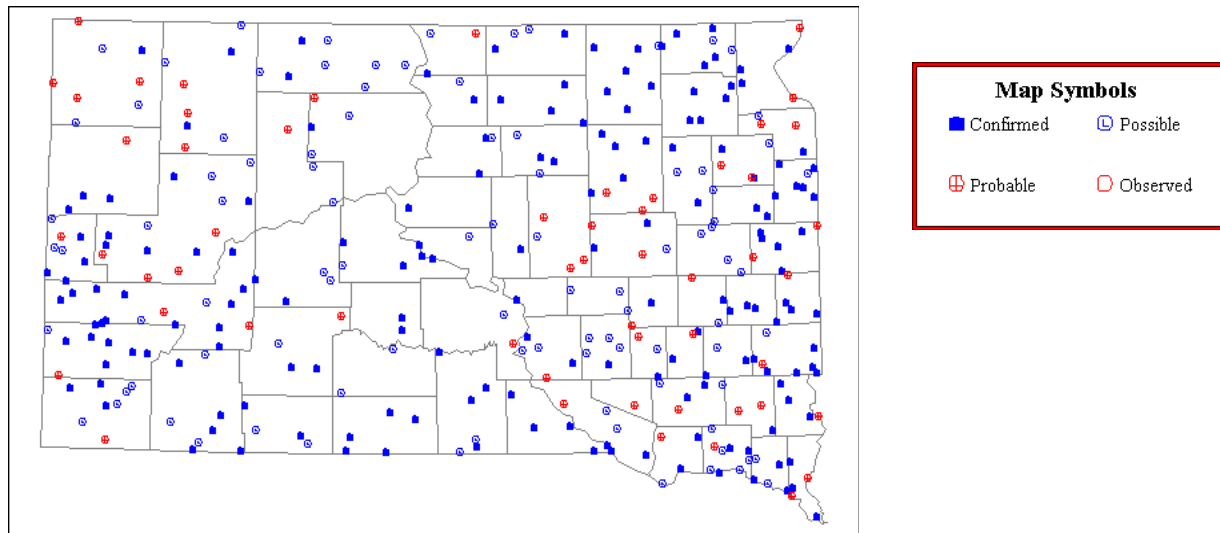 Map Symbols
Confirmed
Possible
Probable
Observed